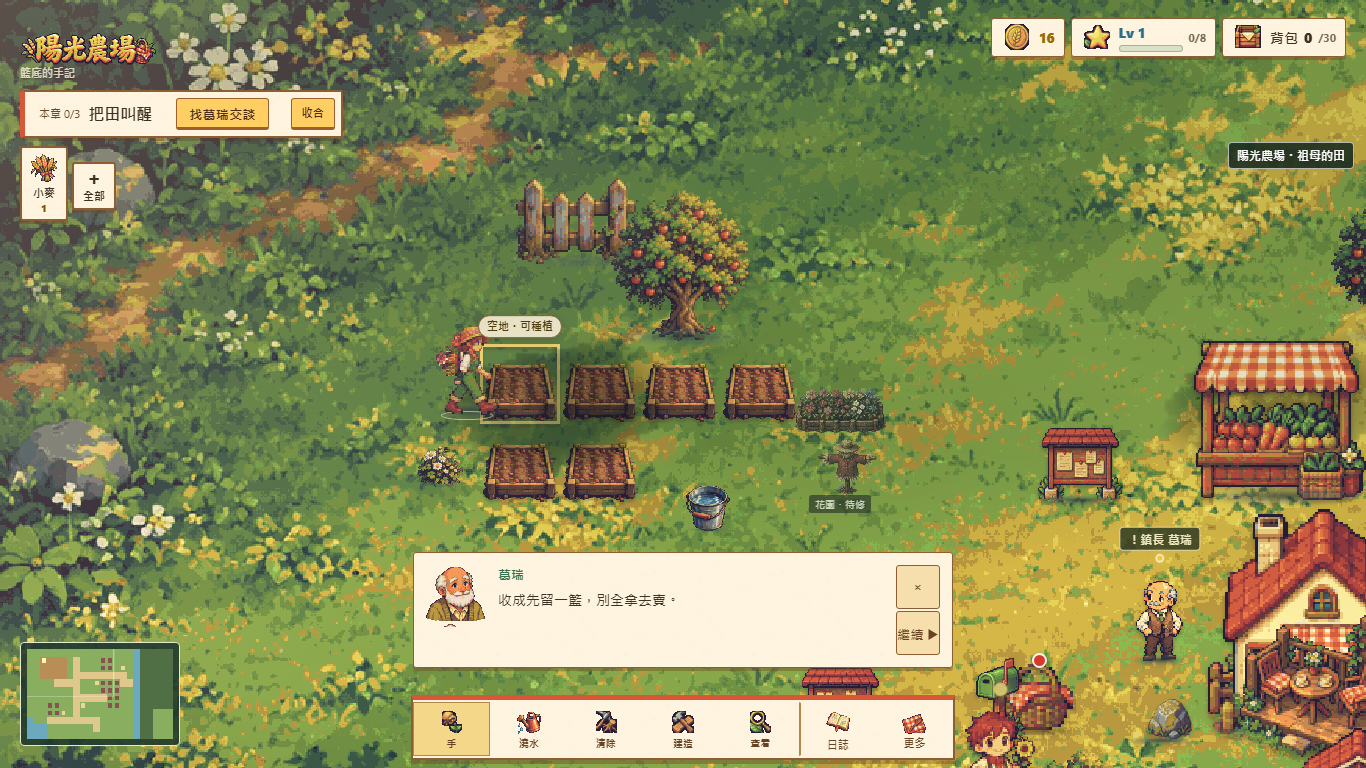 陽光農場
籃底的手記
本章 0/3 把田叫醒 找葛瑞交談 收合
小麥
1
+
全部
16
Lv 1
0/8
背包 0 /30
陽光農場・祖母的田
空地・可種植
花圃・待修
！鎮長 葛瑞
葛瑞
收成先留一籃，別全拿去賣。
×
繼續 ▶
手
澆水
清除
建造
查看
日誌
更多